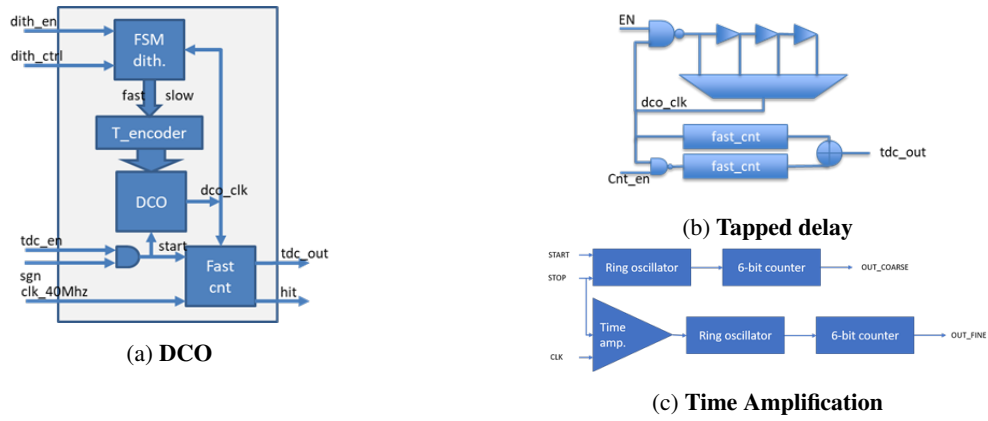 dith_en
dith_ctrl
FSM
dith.
fast slow
T_encoder
DCO
dco_clk
tdc_en
start
sgn
clk_40Mhz
Fast
cnt
tdc_out
hit
(a) DCO
EN
dco_clk
fast_cnt
fast_cnt
Cnt_en
tdc_out
(b) Tapped delay
START
STOP
Ring oscillator
6-bit counter
OUT_COARSE
Time
amp.
CLK
Ring oscillator
6-bit counter
OUT_FINE
(c) Time Amplification